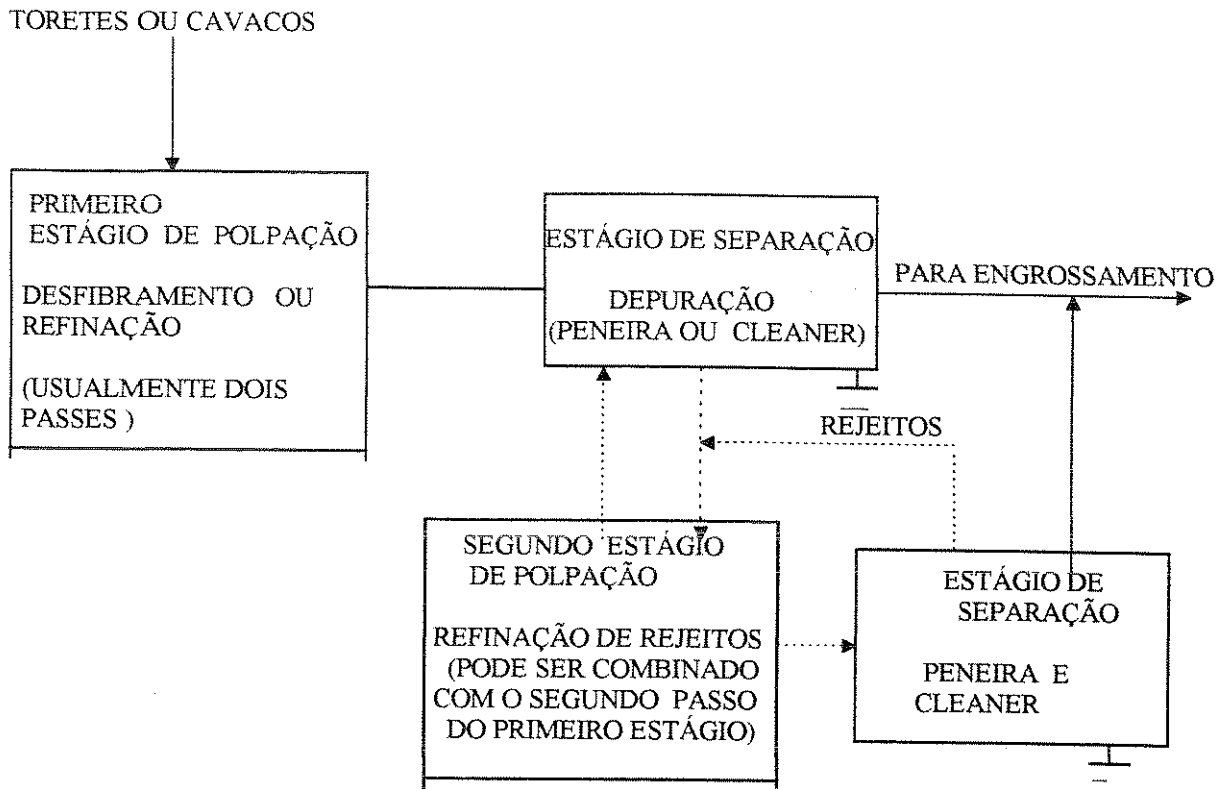 TORETES OU CAVACOS
PRIMEIRO
ESTÁGIO DE POLPAÇÃO
DESFIBRAMENTO OU
REFINAÇÃO
(USUALMENTE DOIS
PASSES )
ESTÁGIO DE SEPARAÇÃO
DEPURAÇÃO
(PENEIRA OU CLEANER)
PARA ENGROSSAMENTO
REJEITOS
SEGUNDO ESTÁGIO
DE POLPAÇÃO
REFINAÇÃO DE REJEITOS
(PODE SER COMBINADO
COM O SEGUNDO PASSO
DO PRIMEIRO ESTÁGIO)
ESTÁGIO DE
SEPARAÇÃO
PENEIRA E
CLEANER